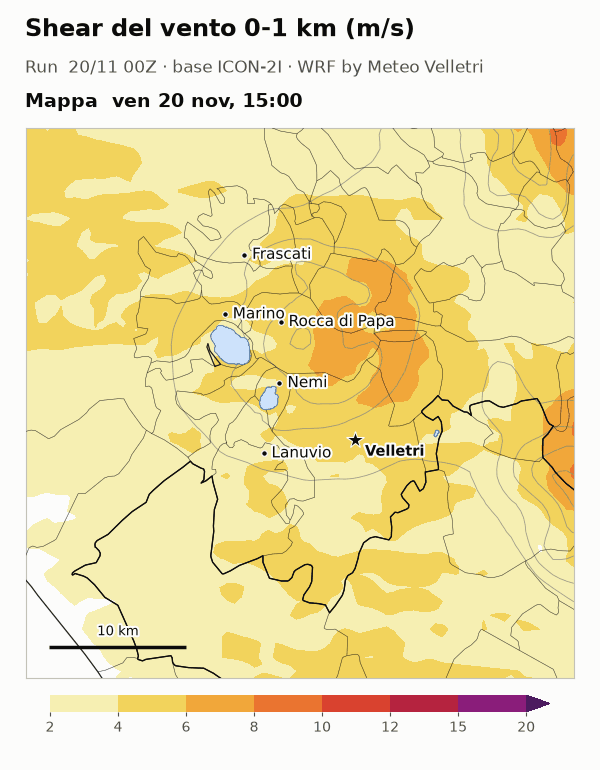 Shear del vento 0-1 km (m/s)
Run  20/11 00Z · base ICON-2I · WRF by Meteo Velletri
Mappa  ven 20 nov, 15:00
Frascati
Marino
Rocca di Papa
Nemi
Velletri
Lanuvio
10 km
2 4 6 8 10 12 15 20